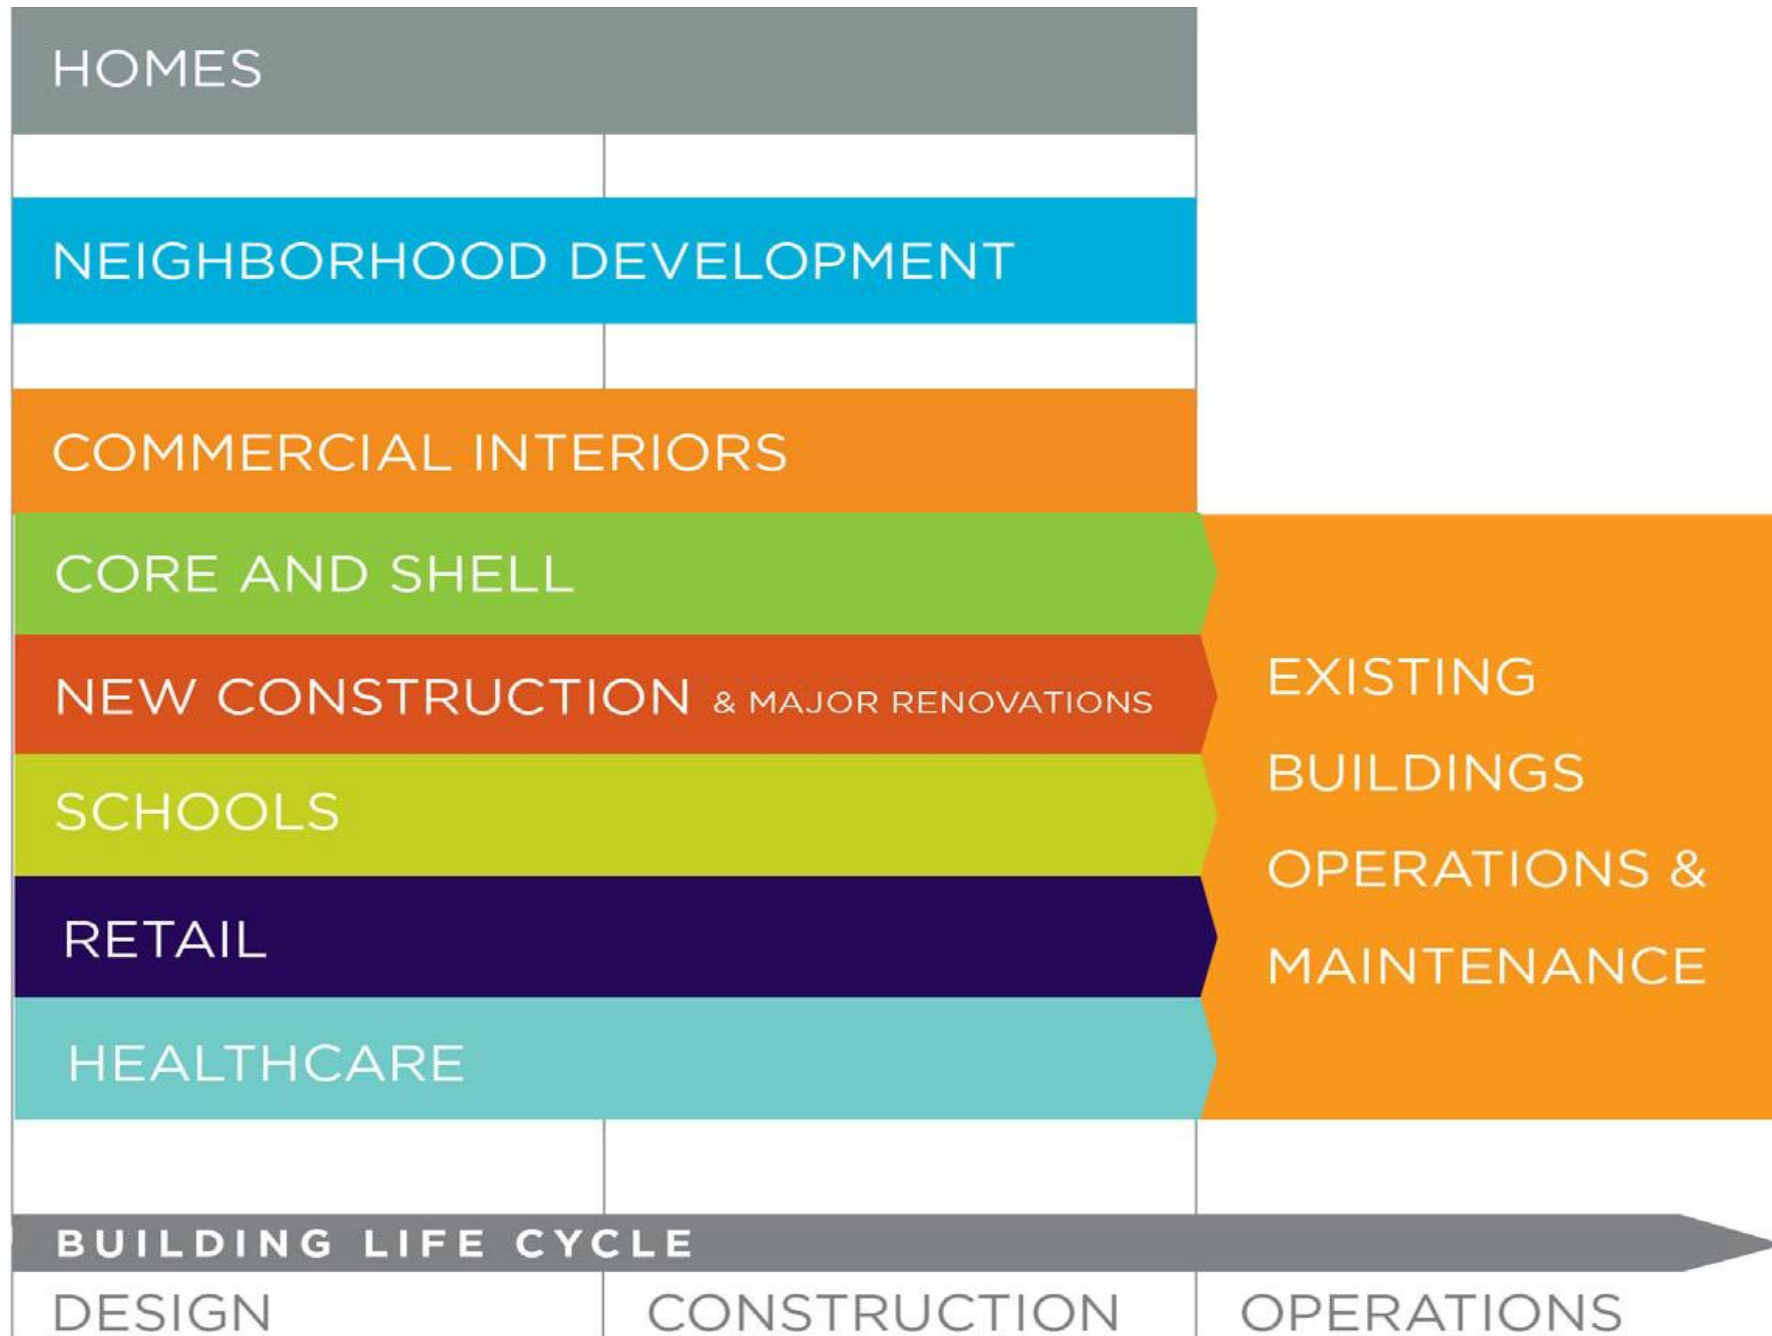 HOMES
NEIGHBORHOOD DEVELOPMENT
COMMERCIAL INTERIORS
CORE AND SHELL
NEW CONSTRUCTION & MAJOR RENOVATIONS
SCHOOLS
RETAIL
HEALTHCARE
EXISTING
BUILDINGS
OPERATIONS &
MAINTENANCE
BUILDING LIFE CYCLE
DESIGN
CONSTRUCTION
OPERATIONS